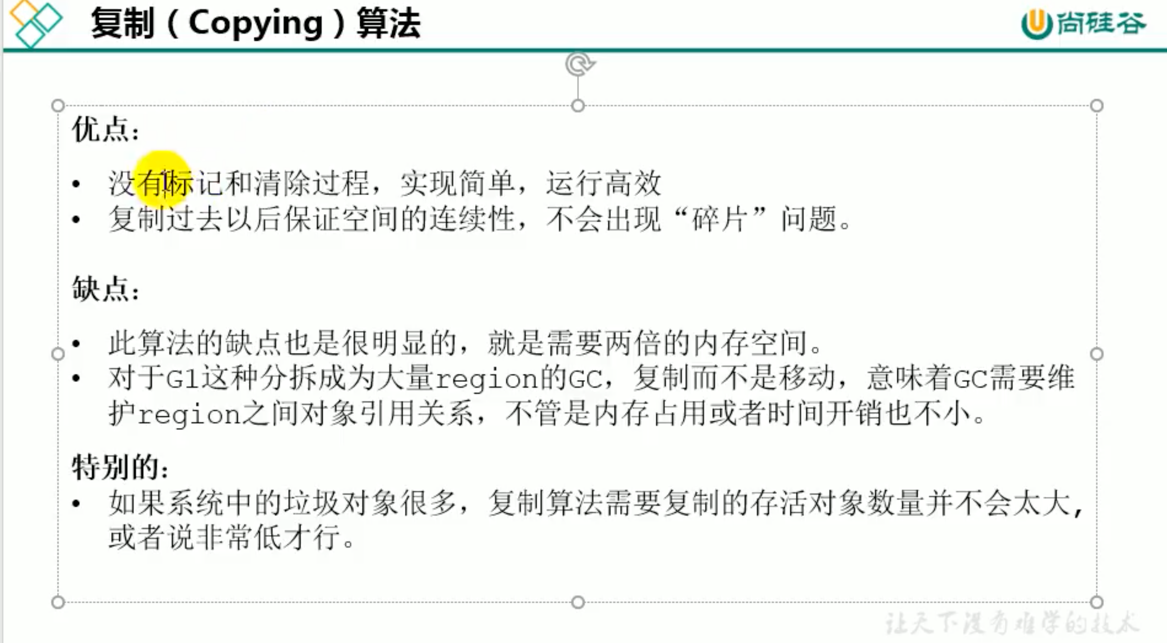 复制（Copying）算法
尚硅谷
优点：
• 没有标记和清除过程，实现简单，运行高效
• 复制过去以后保证空间的连续性，不会出现“碎片”问题。
缺点：
• 此算法的缺点也是很明显的，就是需要两倍的内存空间。
• 对于G1这种分拆成为大量region的GC，复制而不是移动，意味着GC需要维
护region之间对象引用关系，不管是内存占用或者时间开销也不小。
特别的：
• 如果系统中的垃圾对象很多，复制算法需要复制的存活对象数量并不会太大，
或者说非常低才行。
让天下没有难学的技术